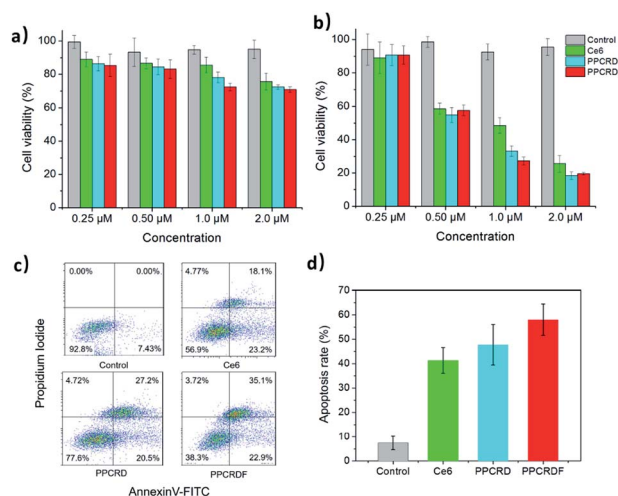 a)
Cell viability (%)
120
100
80
60
40
20
0
0.25 μM 0.50 μM 1.0 μM 2.0 μM
Concentration
b)
Control
Ce6
PPCRD
PPCRD
Cell viability (%)
100
80
60
40
20
0
0.25 μM 0.50 μM 1.0 μM 2.0 μM
Concentration
c)
Propidium Iodide
0.00% 0.00%
92.8% 7.43%
Control
4.77% 18.1%
56.9% 23.2%
Ce6
4.72% 27.2%
77.6% 20.5%
PPCRD
3.72% 35.1%
38.3% 22.9%
PPCRDF
AnnexinV-FITC
d)
Apoptosis rate (%)
70
60
50
40
30
20
10
0
Control Ce6 PPCRD PPCRDF